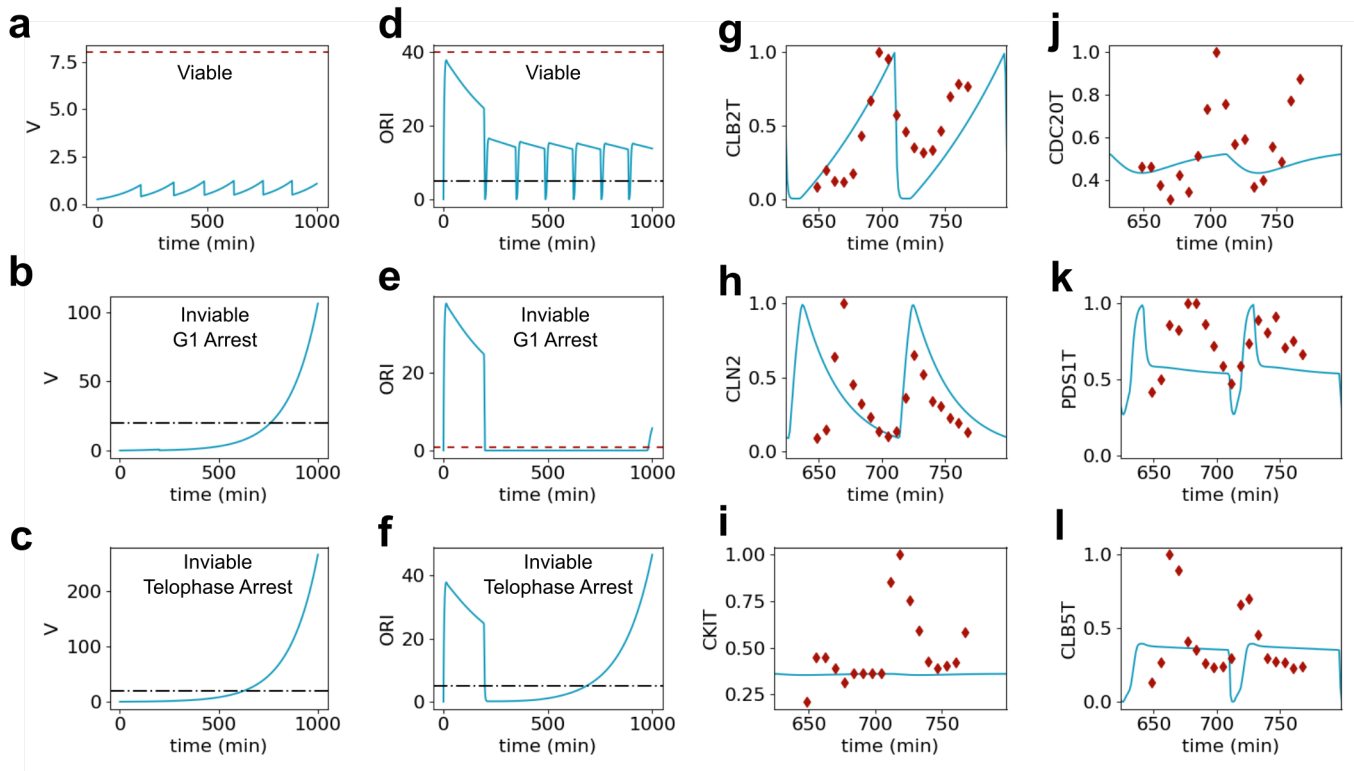 a
7.5
5.0
2.5
0.0
V
Viable
0
500
1000
time (min)
d
40
20
0
ORI
Viable
0
500
1000
time (min)
g
1.0
0.5
0.0
CLB2T
650
700
750
time (min)
j
1.0
0.8
0.6
0.4
CDC20T
650
700
750
time (min)
b
100
50
0
V
Inviable
G1 Arrest
0
500
1000
time (min)
e
20
0
ORI
Inviable
G1 Arrest
0
500
1000
time (min)
h
1.0
0.5
0.0
CLN2
650
700
750
time (min)
k
1.0
0.5
0.0
PDS1T
650
700
750
time (min)
c
200
100
0
V
Inviable
Telophase Arrest
0
500
1000
time (min)
f
40
20
0
ORI
Inviable
Telophase Arrest
0
500
1000
time (min)
i
1.00
0.75
0.50
0.25
CKIT
650
700
750
time (min)
l
1.0
0.5
0.0
CLB5T
650
700
750
time (min)